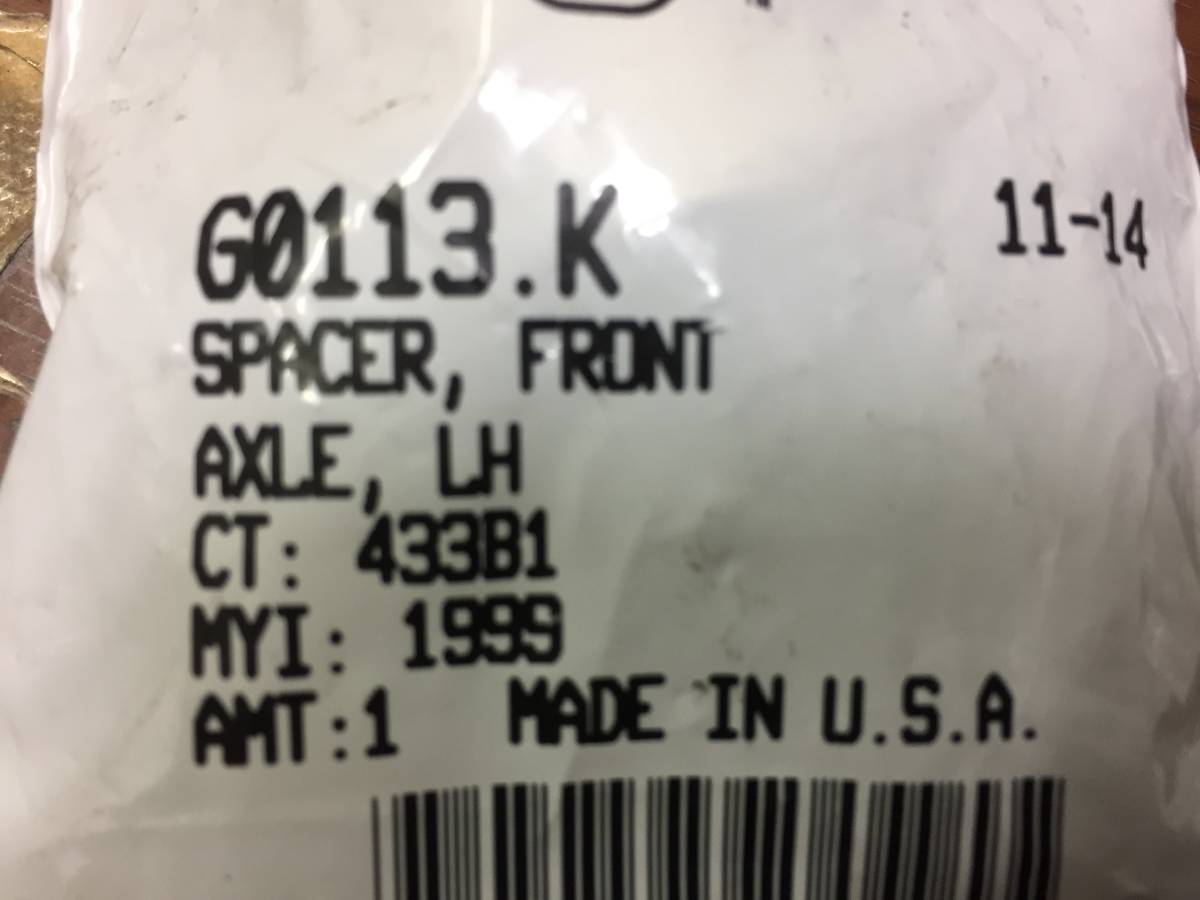 G0113.K 11-14
SPACER, FRONT
AXLE, LH
CT: 433B1
MYI: 1999
AMT:1 MADE IN U.S.A.